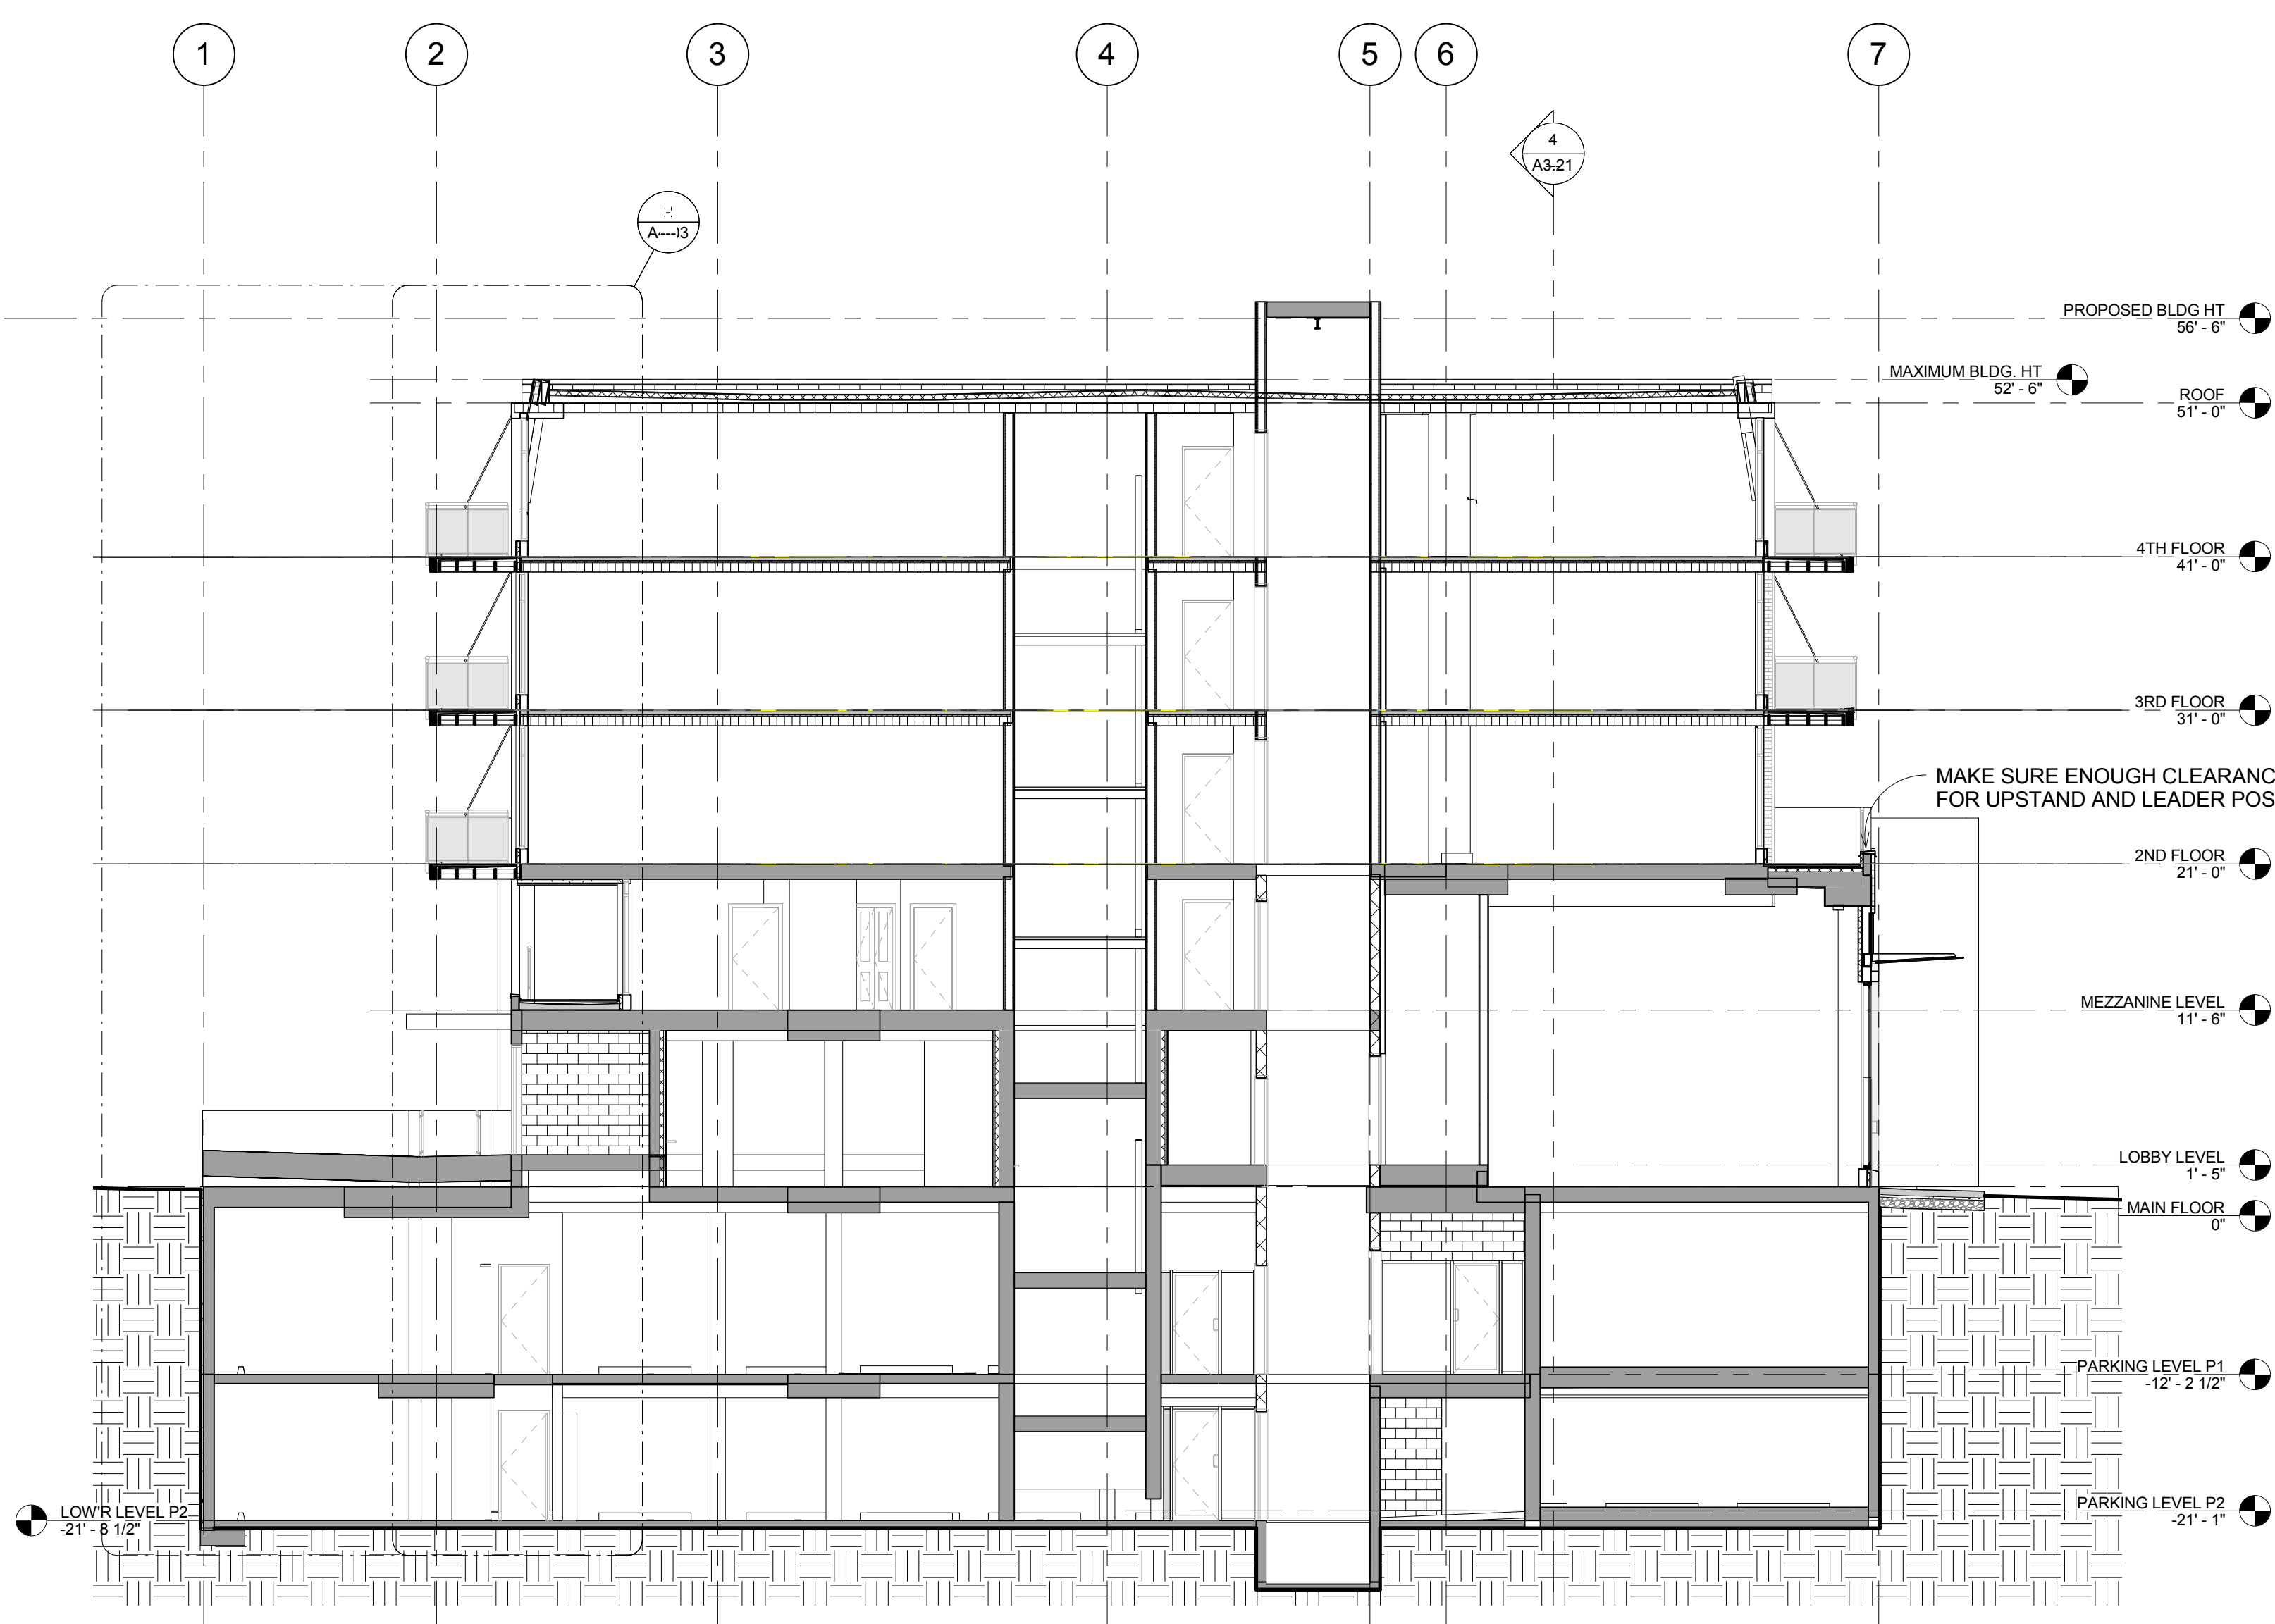 1
2
3
4
5
6
7
4
A3.21
PROPOSED BLDG HT
56' - 6"
MAXIMUM BLDG. HT
52' - 6"
ROOF
51' - 0"
4TH FLOOR
41' - 0"
3RD FLOOR
31' - 0"
MAKE SURE ENOUGH CLEARANC
FOR UPSTAND AND LEADER POS
2ND FLOOR
21' - 0"
MEZZANINE LEVEL
11' - 6"
LOBBY LEVEL
1' - 5"
MAIN FLOOR
0"
PARKING LEVEL P1
-12' - 2 1/2"
LOW'R LEVEL P2
-21' - 8 1/2"
PARKING LEVEL P2
-21' - 1"